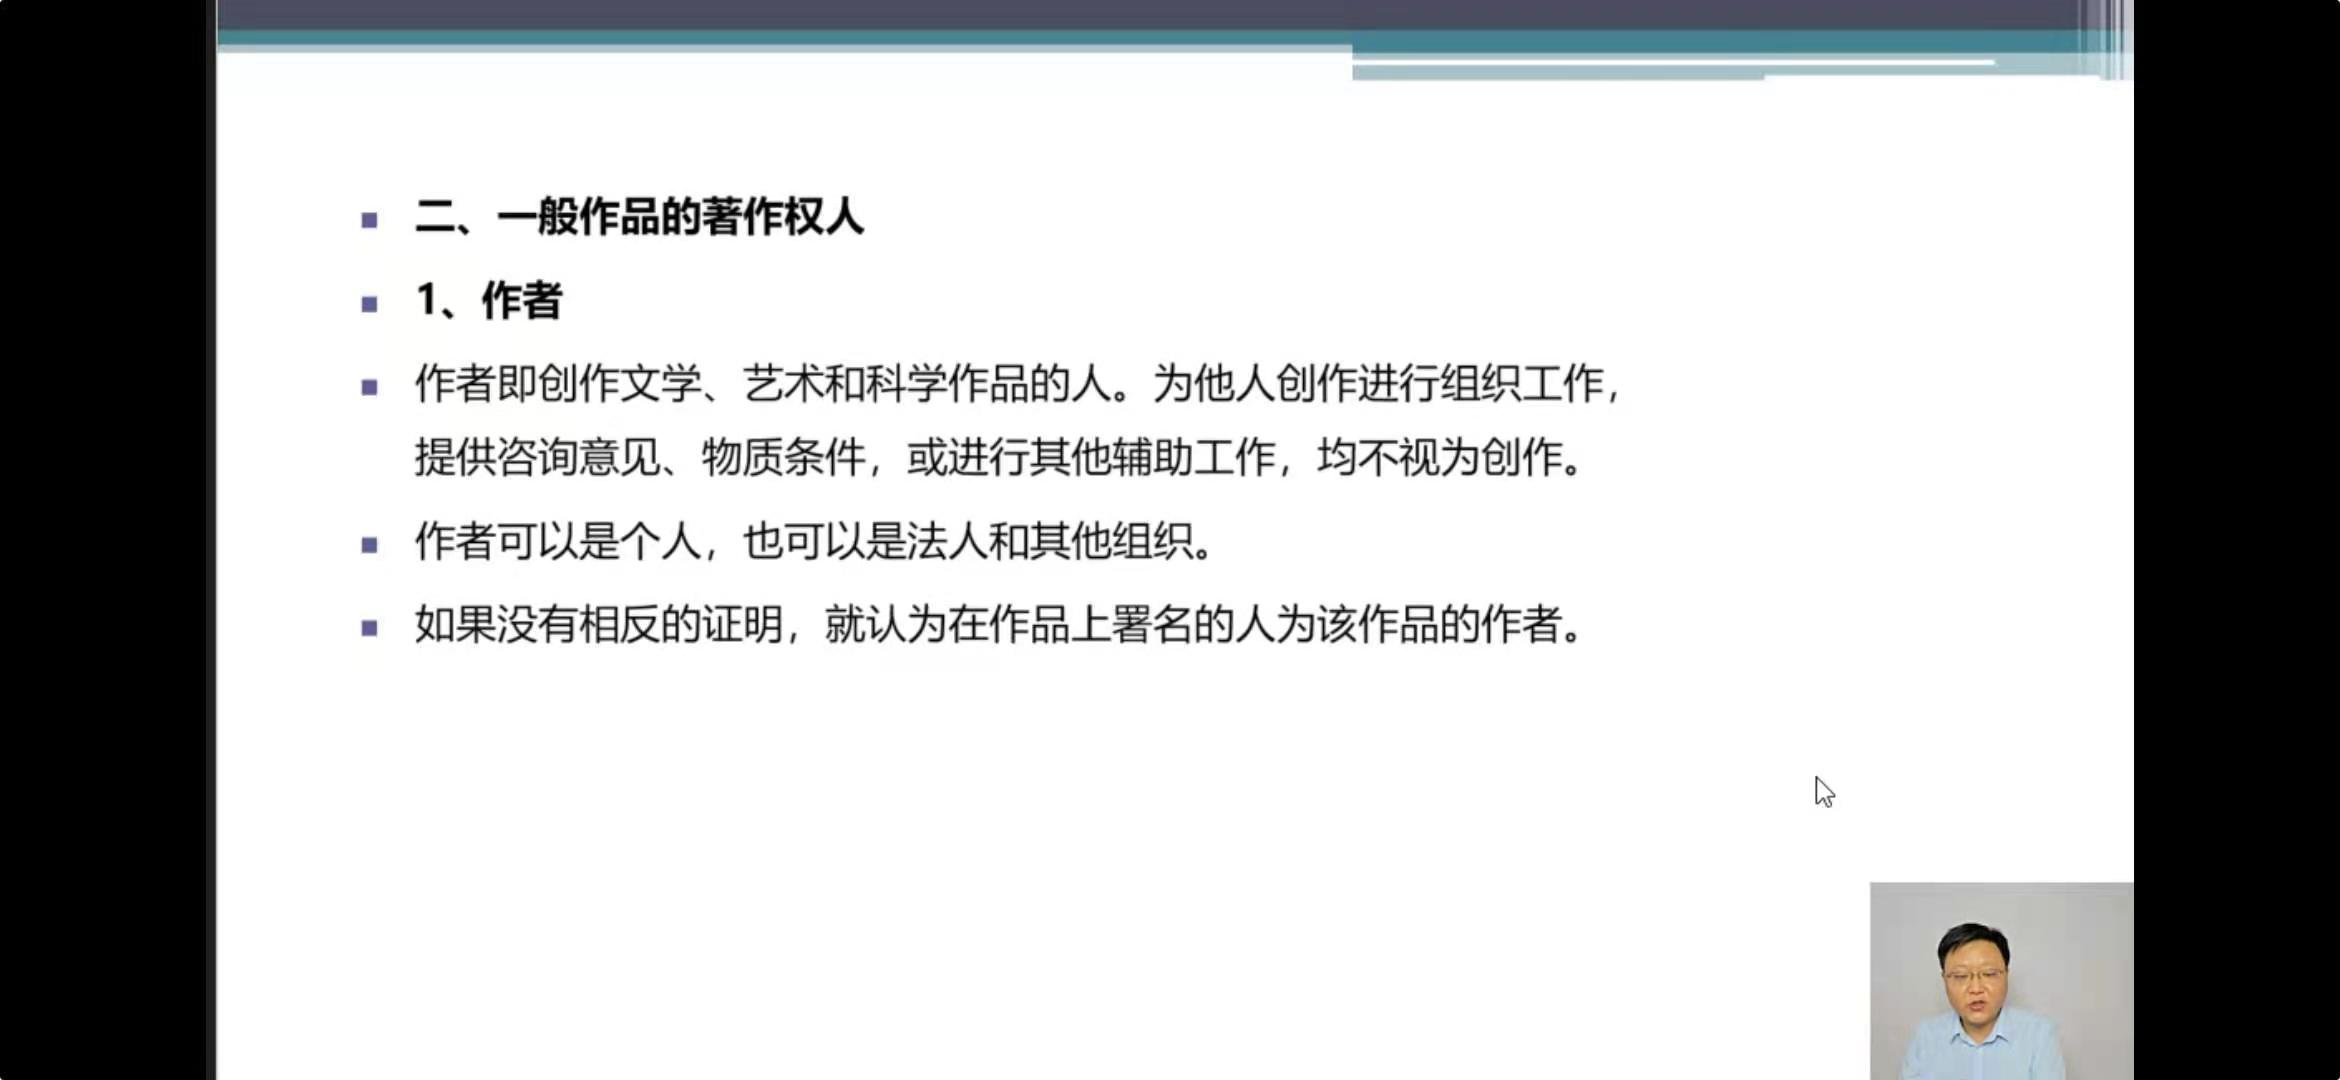 二、一般作品的著作权人
1、作者
作者即创作文学、艺术和科学作品的人。为他人创作进行组织工作，
提供咨询意见、物质条件，或进行其他辅助工作，均不视为创作。
作者可以是个人，也可以是法人和其他组织。
如果没有相反的证明，就认为在作品上署名的人为该作品的作者。